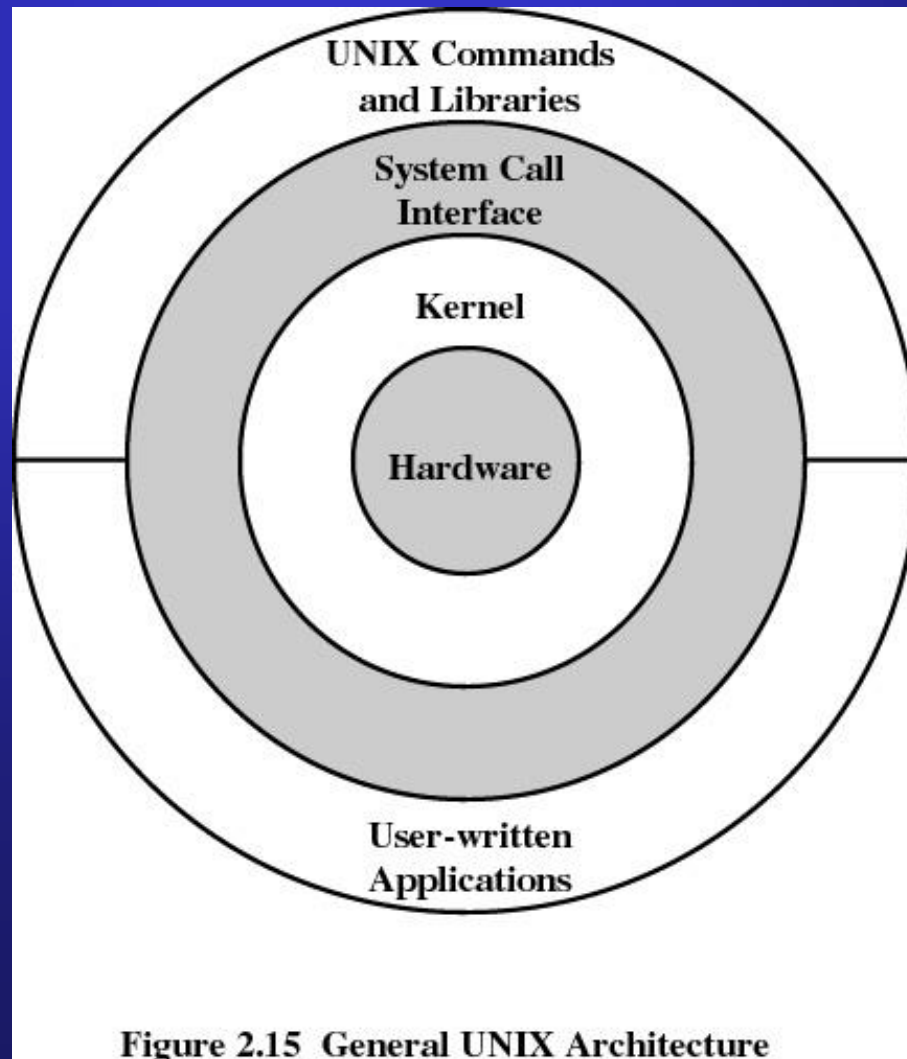 UNIX Commands
and Libraries
System Call
Interface
Kernel
Hardware
User-written
Applications
Figure 2.15 General UNIX Architecture